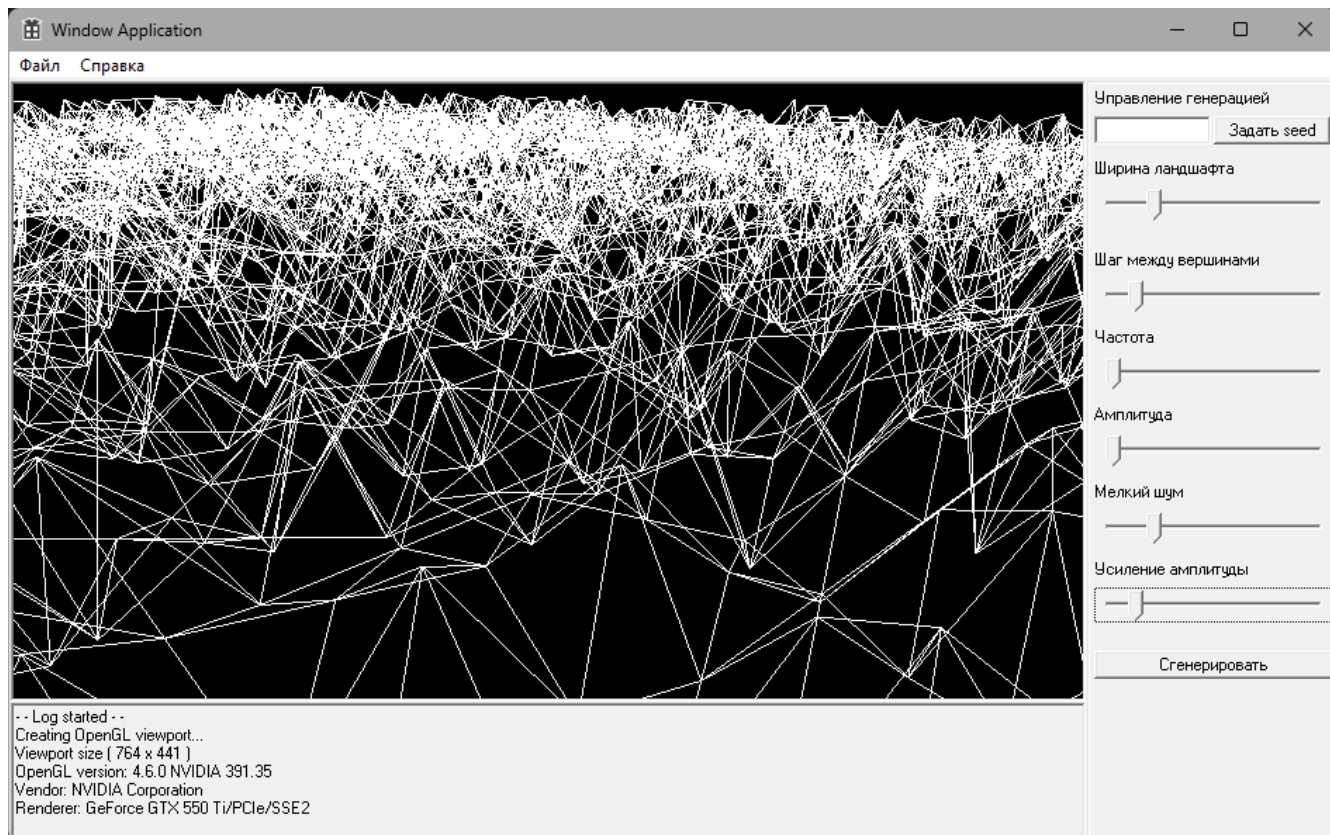 Window Application
Файл Справка
Управление генерацией
Задать seed
Ширина ландшафта
Шаг между вершинами
Частота
Амплитуда
Мелкий шум
Усиление амплитуды
Сгенерировать
- - Log started - -
Creating OpenGL viewport...
Viewport size ( 764 x 441 )
OpenGL version: 4.6.0 NVIDIA 391.35
Vendor: NVIDIA Corporation
Renderer: GeForce GTX 550 Ti/PCIe/SSE2